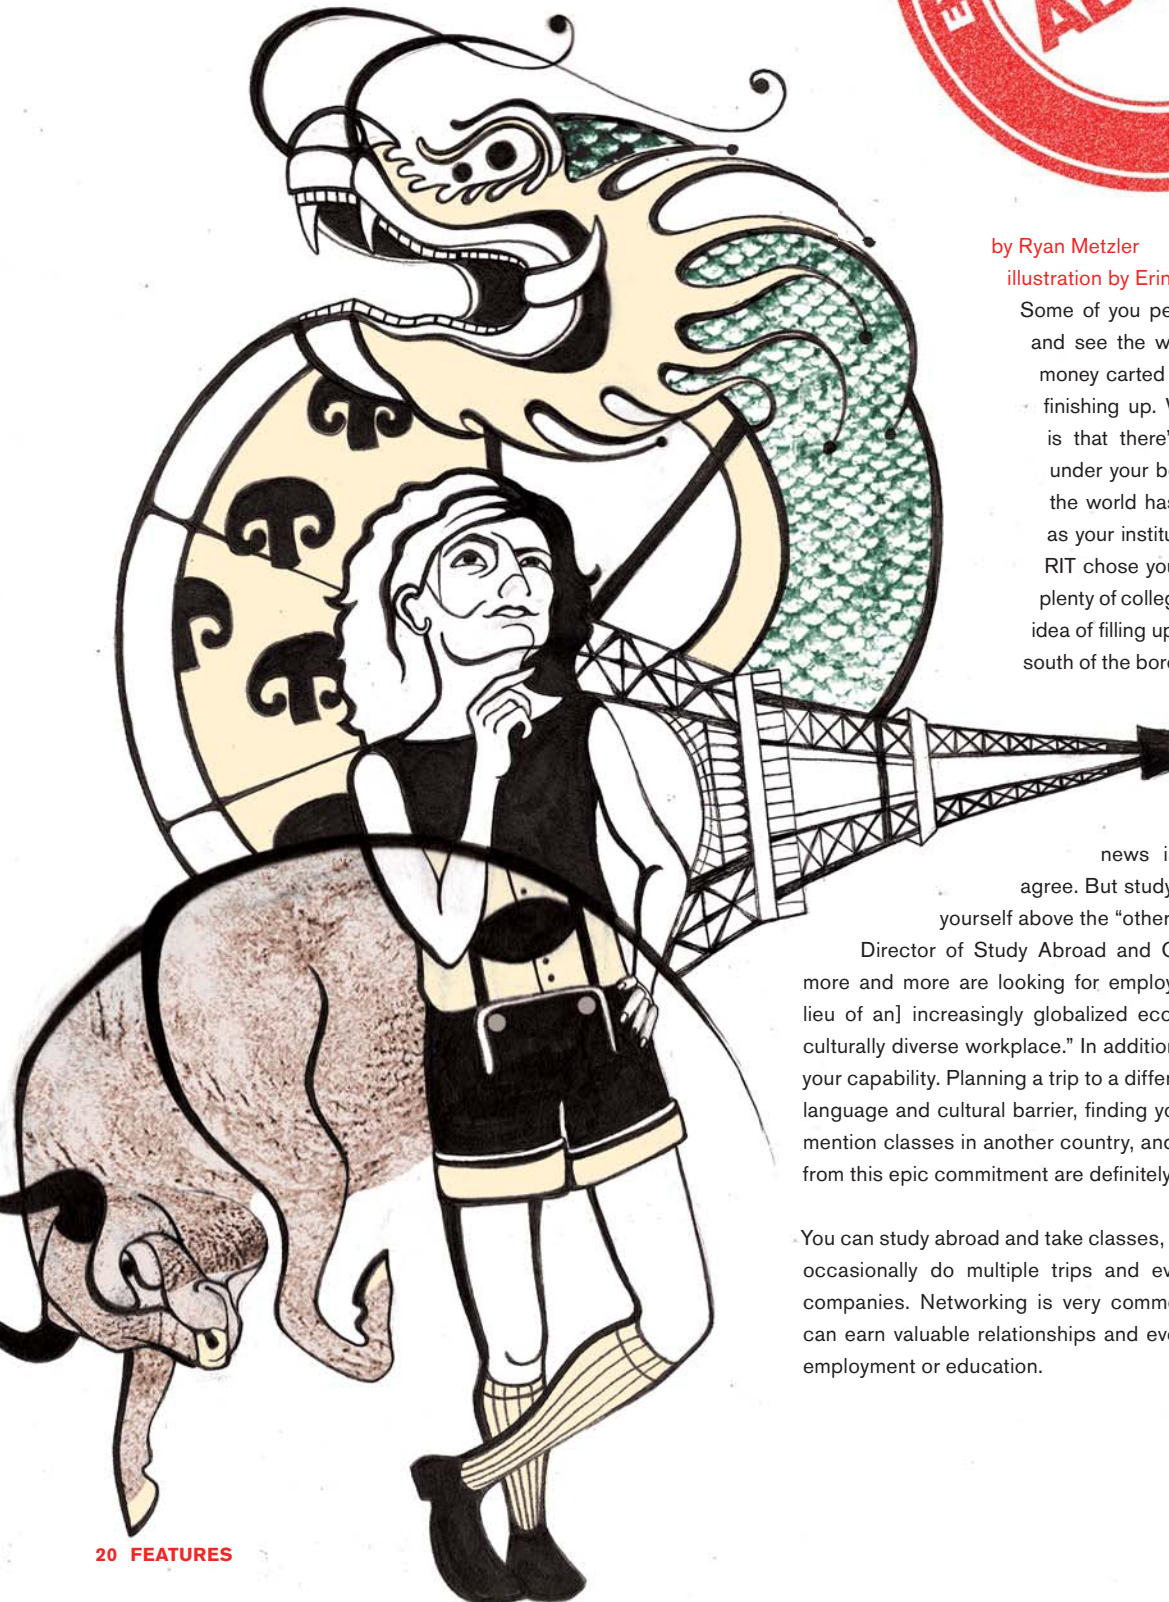 by Ryan Metzler
illustration by Erin
Some of you pe
and see the w
money carted
finishing up.
is that there'
under your b
the world has
as your institu
RIT chose you
plenty of colleg
idea of filling up
south of the bor
news i
agree. But study
yourself above the “other
Director of Study Abroad and
more and more are looking for employ
lieu of an] increasingly globalized eco
culturally diverse workplace.” In addition
your capability. Planning a trip to a differ
language and cultural barrier, finding yo
mention classes in another country, and
from this epic commitment are definitely
You can study abroad and take classes,
occasionally do multiple trips and ev
companies. Networking is very comm
can earn valuable relationships and eve
employment or education.
20 FEATURES